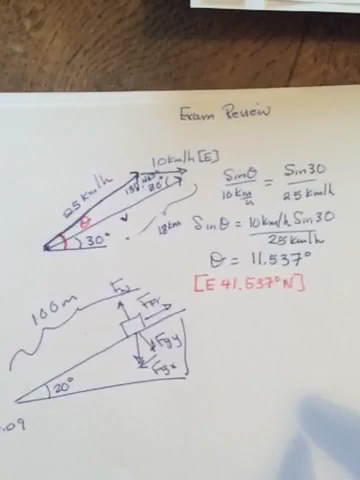 Exam Review
10km/h [E]
25 km/h
30°
18km
Sinθ = Sin30
10km/h 25km/h
Sinθ = 10km/h Sin30
25km/h
θ = 11.537°
[E 41.537° N]
100m
FN
FFr
Fgy
Fgx
20°
.09